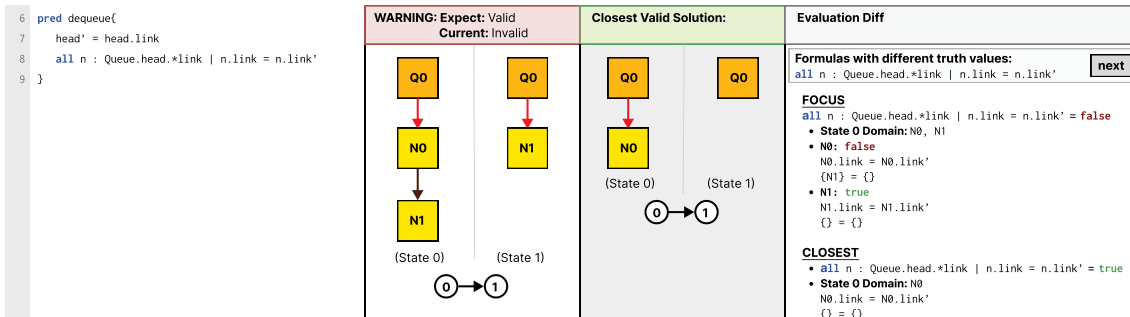 6 pred dequeue{
7 head’ = head.link
8 all n : Queue.head.*link | n.link = n.link’
9 }
WARNING: Expect: Valid
Current: Invalid
Q0
Q0
N0
N1
N1
(State 0)
(State 1)
0
1
Closest Valid Solution:
Q0
Q0
N0
(State 0)
(State 1)
0
1
Evaluation Diff
Formulas with different truth values:
all n : Queue.head.*link | n.link = n.link’
next
FOCUS
all n : Queue.head.*link | n.link = n.link’ = false
• State 0 Domain: N0, N1
• N0: false
N0.link = N0.link’
{N1} = {}
• N1: true
N1.link = N1.link’
{} = {}
CLOSEST
• all n : Queue.head.*link | n.link = n.link’ = true
• State 0 Domain: N0
N0.link = N0.link’
{} = {}